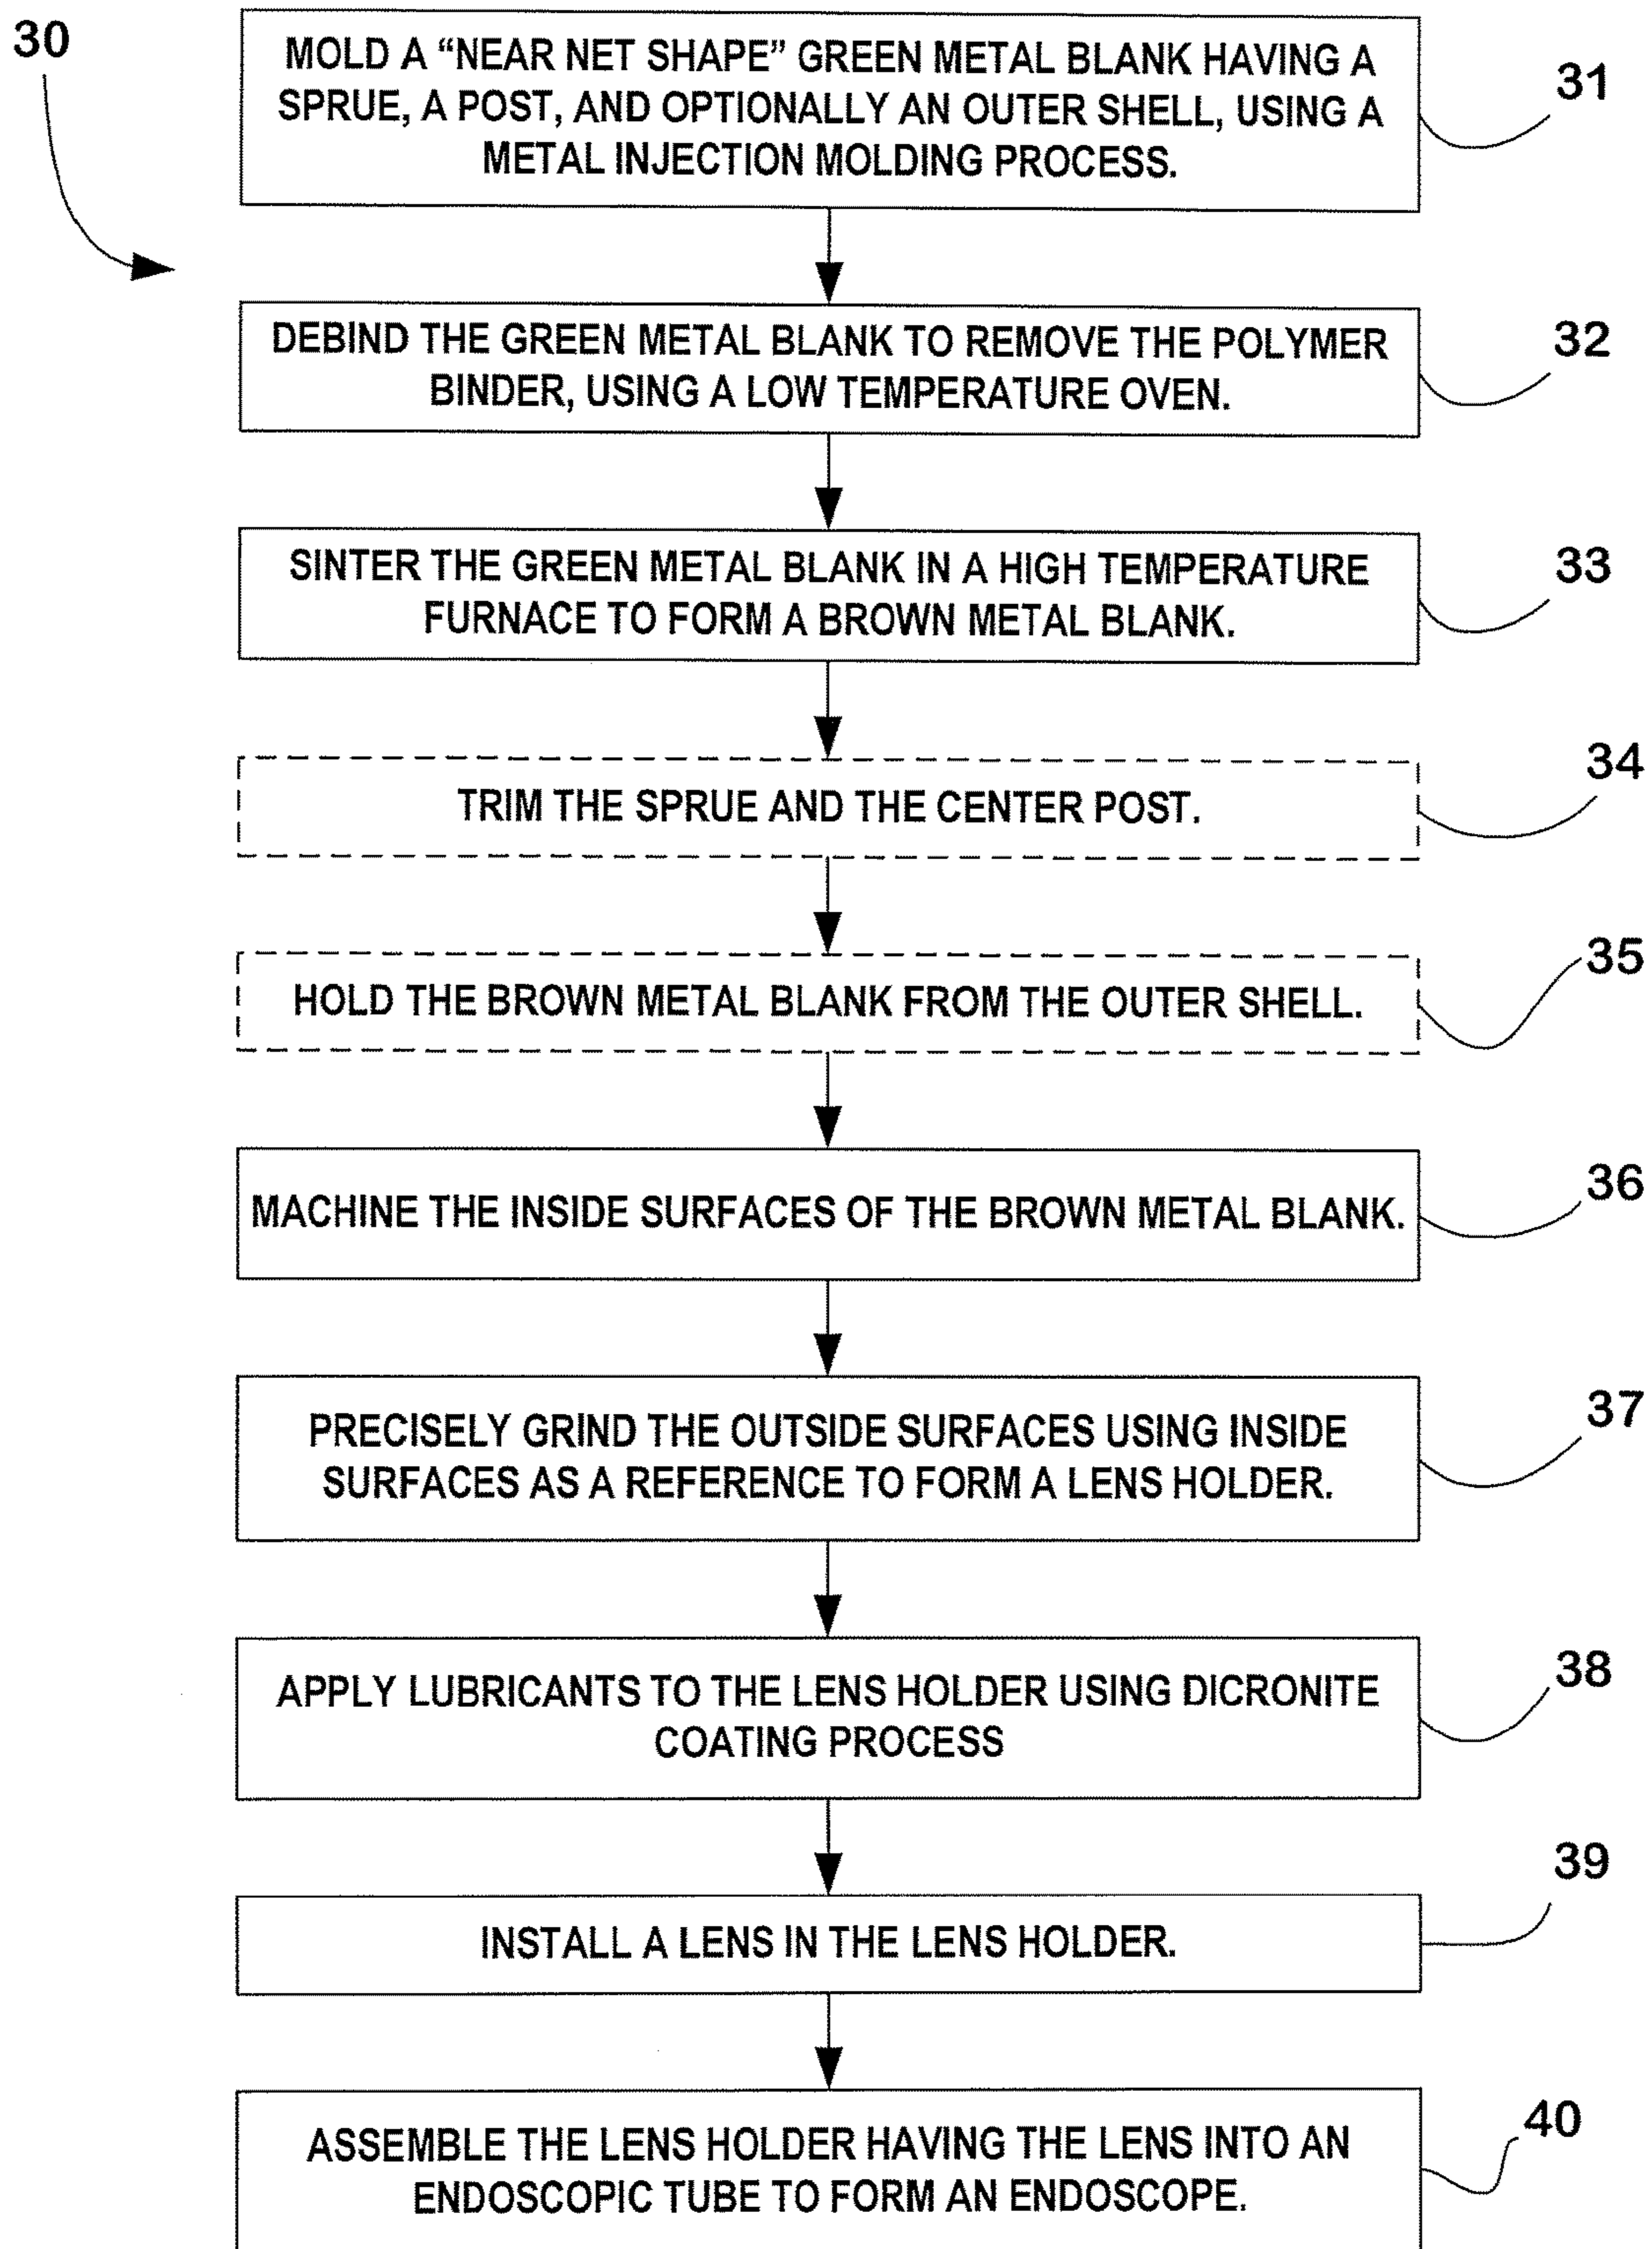 30
MOLD A “NEAR NET SHAPE” GREEN METAL BLANK HAVING A
SPRUE, A POST, AND OPTIONALLY AN OUTER SHELL, USING A
METAL INJECTION MOLDING PROCESS.
31
DEBIND THE GREEN METAL BLANK TO REMOVE THE POLYMER
BINDER, USING A LOW TEMPERATURE OVEN.
32
SINTER THE GREEN METAL BLANK IN A HIGH TEMPERATURE
FURNACE TO FORM A BROWN METAL BLANK.
33
TRIM THE SPRUE AND THE CENTER POST.
34
HOLD THE BROWN METAL BLANK FROM THE OUTER SHELL.
35
MACHINE THE INSIDE SURFACES OF THE BROWN METAL BLANK.
36
PRECISELY GRIND THE OUTSIDE SURFACES USING INSIDE
SURFACES AS A REFERENCE TO FORM A LENS HOLDER.
37
APPLY LUBRICANTS TO THE LENS HOLDER USING DICRONITE
COATING PROCESS
38
INSTALL A LENS IN THE LENS HOLDER.
39
ASSEMBLE THE LENS HOLDER HAVING THE LENS INTO AN
ENDOSCOPIC TUBE TO FORM AN ENDOSCOPE.
40